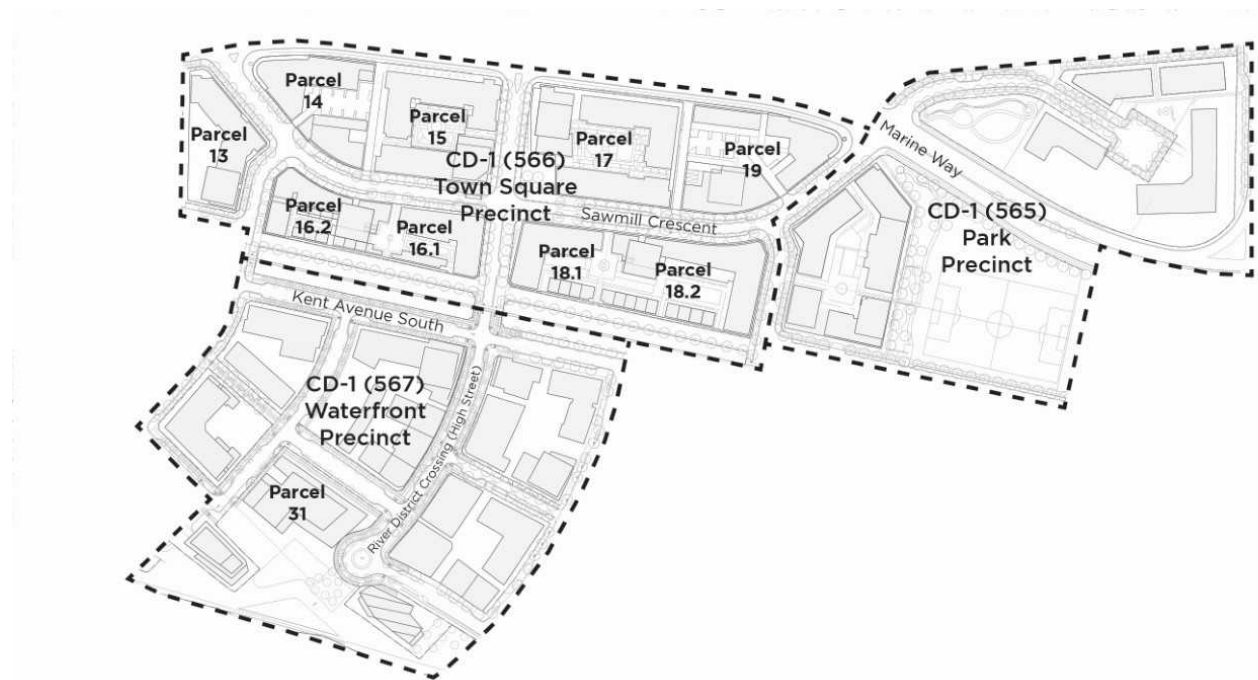 Parcel
14
Parcel
13
Parcel
15
Parcel
17
Parcel
19
CD-1 (566)
Town Square
Precinct
Sawmill Crescent
Marine Way
CD-1 (565)
Park
Precinct
Parcel
16.2
Parcel
16.1
Parcel
18.1
Parcel
18.2
Kent Avenue South
CD-1 (567)
Waterfront
Precinct
River District Crossing (High Street)
Parcel
31